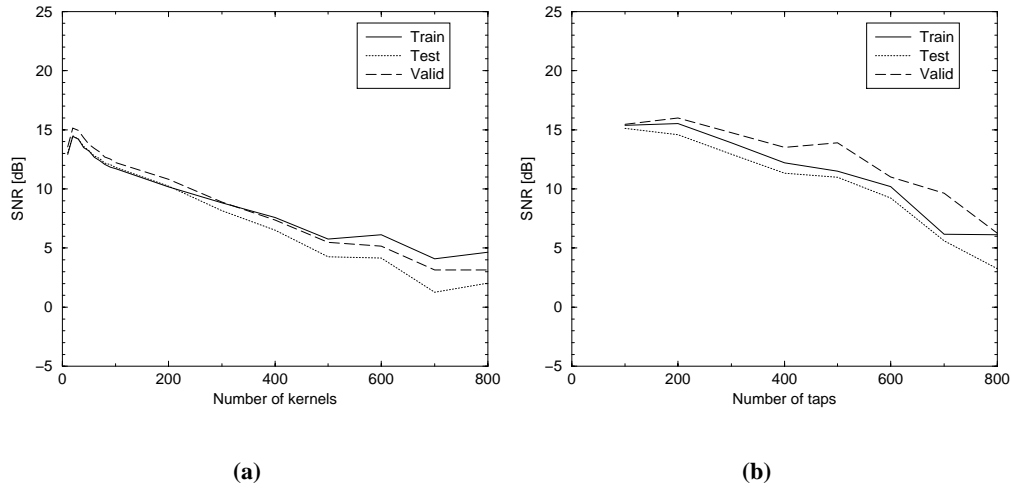 25
20
15
10
5
0
−5
SNR [dB]
0
200
400
600
800
Number of kernels
Train
Test
Valid
(a)
25
20
15
10
5
0
−5
SNR [dB]
0
200
400
600
800
Number of taps
Train
Test
Valid
(b)